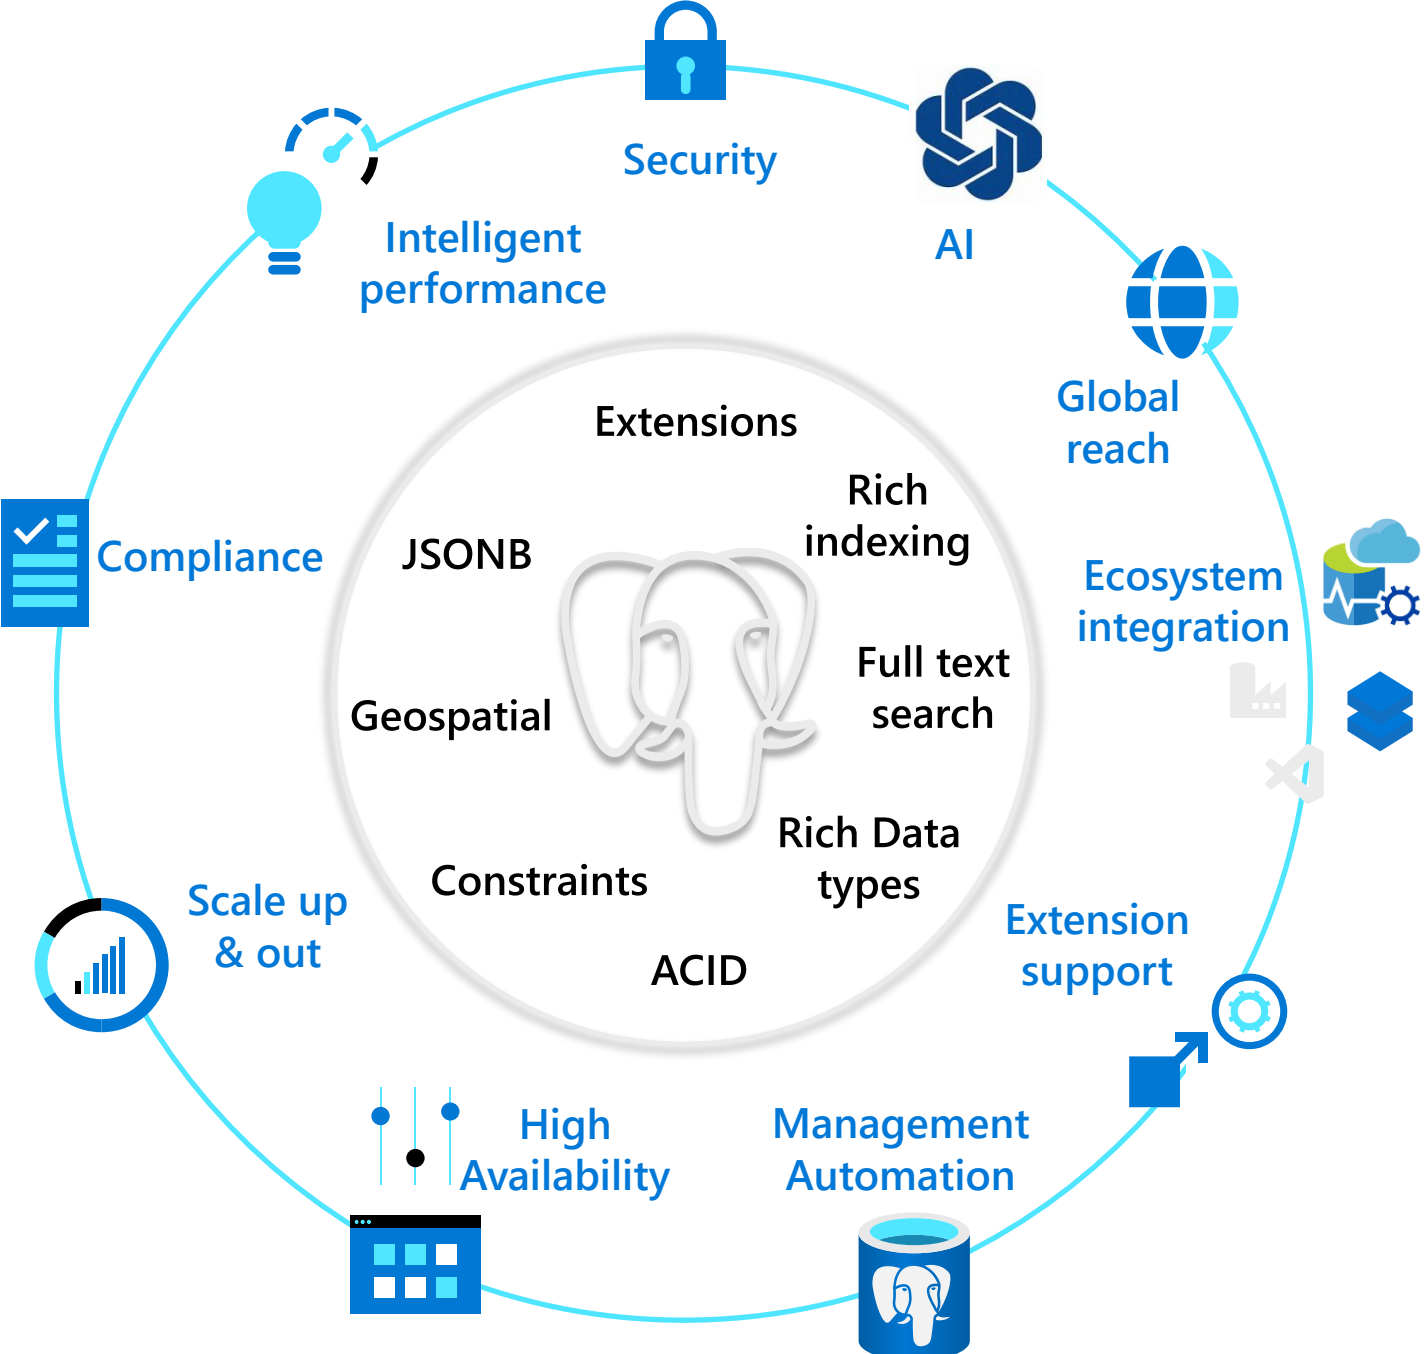 Security
AI
Intelligent
performance
Global
reach
Extensions
Rich
indexing
JSONB
Compliance
Ecosystem
integration
Full text
search
Geospatial
Rich Data
types
Constraints
Scale up
& out
Extension
support
ACID
High
Availability
Management
Automation